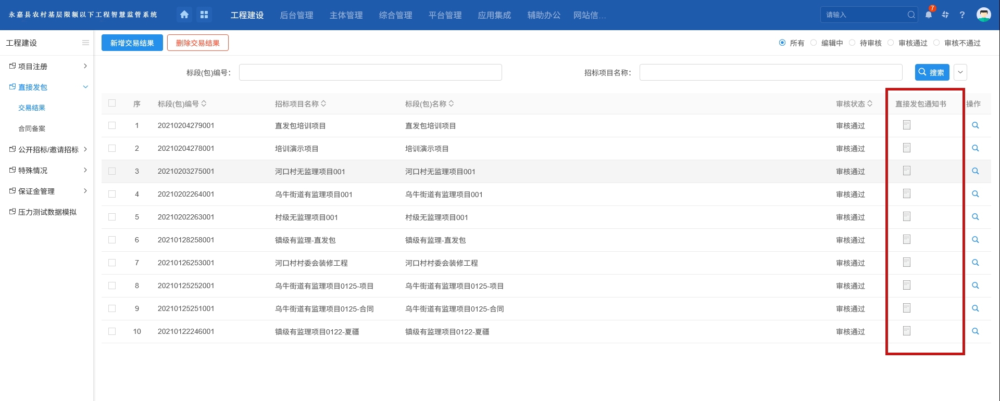 永嘉县农村基层限额以下工程智慧监管系统 工程建设 后台管理 主体管理 综合管理 平台管理 应用集成 辅助办公 网站信... 请输入 7 ?
工程建设
项目注册
直接发包
交易结果
合同备案
公开招标/邀请招标
特殊情况
保证金管理
压力测试数据模拟
新增交易结果 删除交易结果 所有 编辑中 待审核 审核通过 审核不通过
标段(包)编号： 招标项目名称： 搜索
序 标段(包)编号 招标项目名称 标段(包)名称 审核状态 直接发包通知书 操作
1 20210204279001 直发包培训项目 直发包培训项目 审核通过
2 20210204278001 培训演示项目 培训演示项目 审核通过
3 20210203275001 河口村无监理项目001 河口村无监理项目001 审核通过
4 20210202264001 乌牛街道有监理项目001 乌牛街道有监理项目001 审核通过
5 20210202263001 村级无监理项目001 村级无监理项目001 审核通过
6 20210128258001 镇级有监理-直发包 镇级有监理-直发包 审核通过
7 20210126253001 河口村村委会装修工程 河口村村委会装修工程 审核通过
8 20210125252001 乌牛街道有监理项目0125-项目 乌牛街道有监理项目0125-项目 审核通过
9 20210125251001 乌牛街道有监理项目0125-合同 乌牛街道有监理项目0125-合同 审核通过
10 20210122246001 镇级有监理项目0122-夏疆 镇级有监理项目0122-夏疆 审核通过